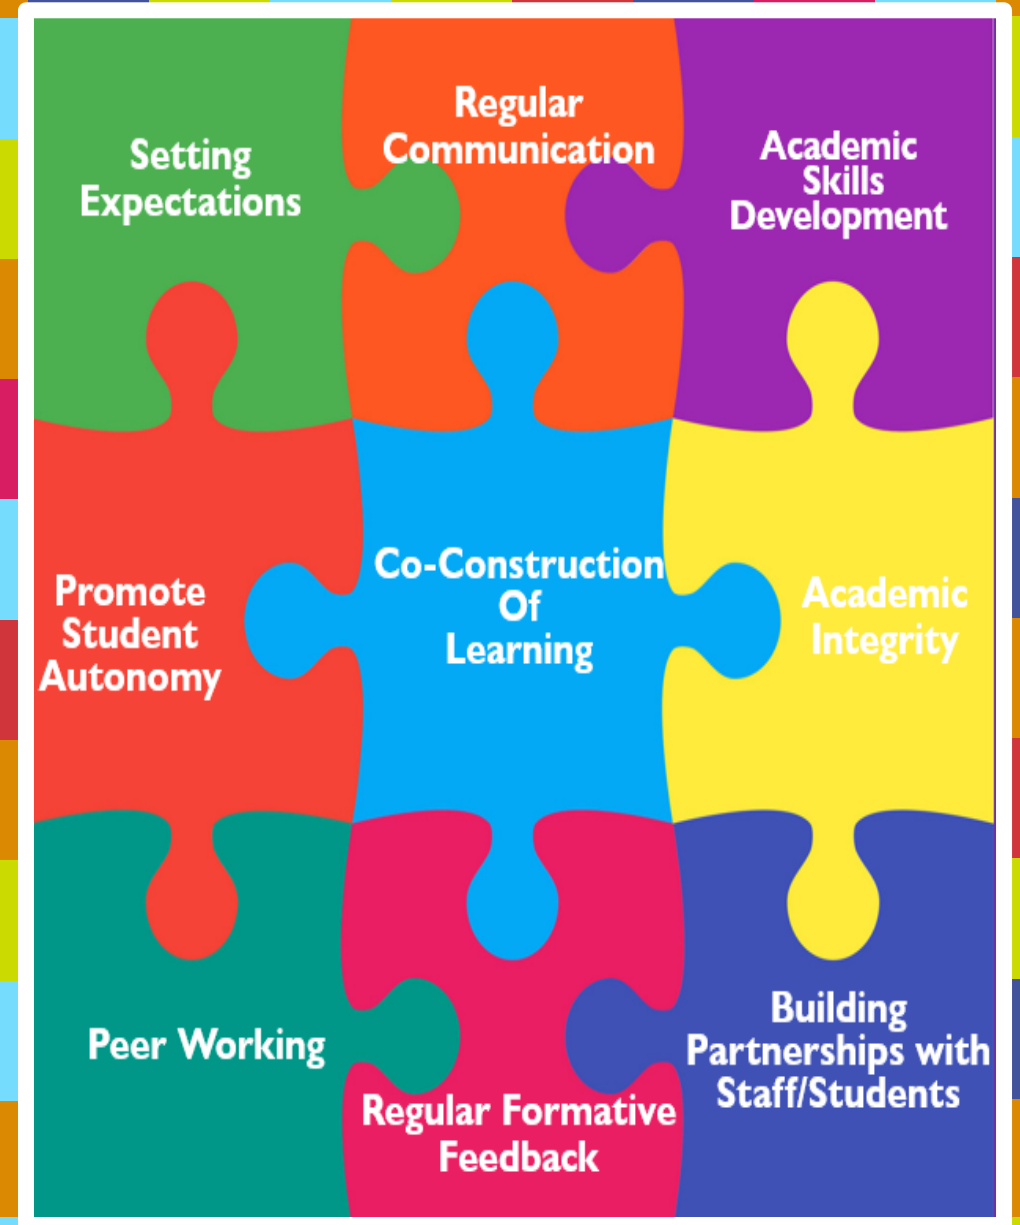 Setting
Expectations
Regular
Communication
Academic
Skills
Development
Promote
Student
Autonomy
Co-Construction
Of
Learning
Academic
Integrity
Peer Working
Regular Formative
Feedback
Building
Partnerships with
Staff/Students